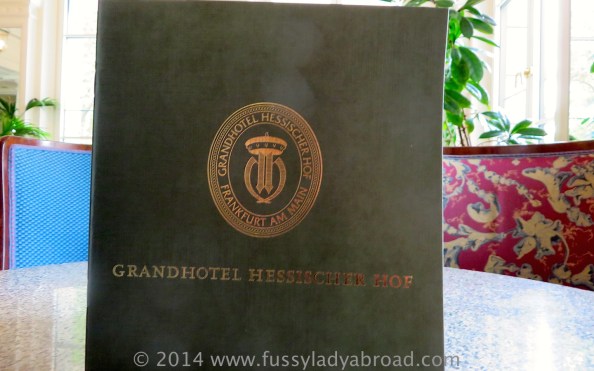 GRANDHOTEL HESSISCHER HOF
FRANKFURT AM MAIN
GRANDHOTEL HESSISCHER HOF
© 2014 www.fussyladyabroad.com